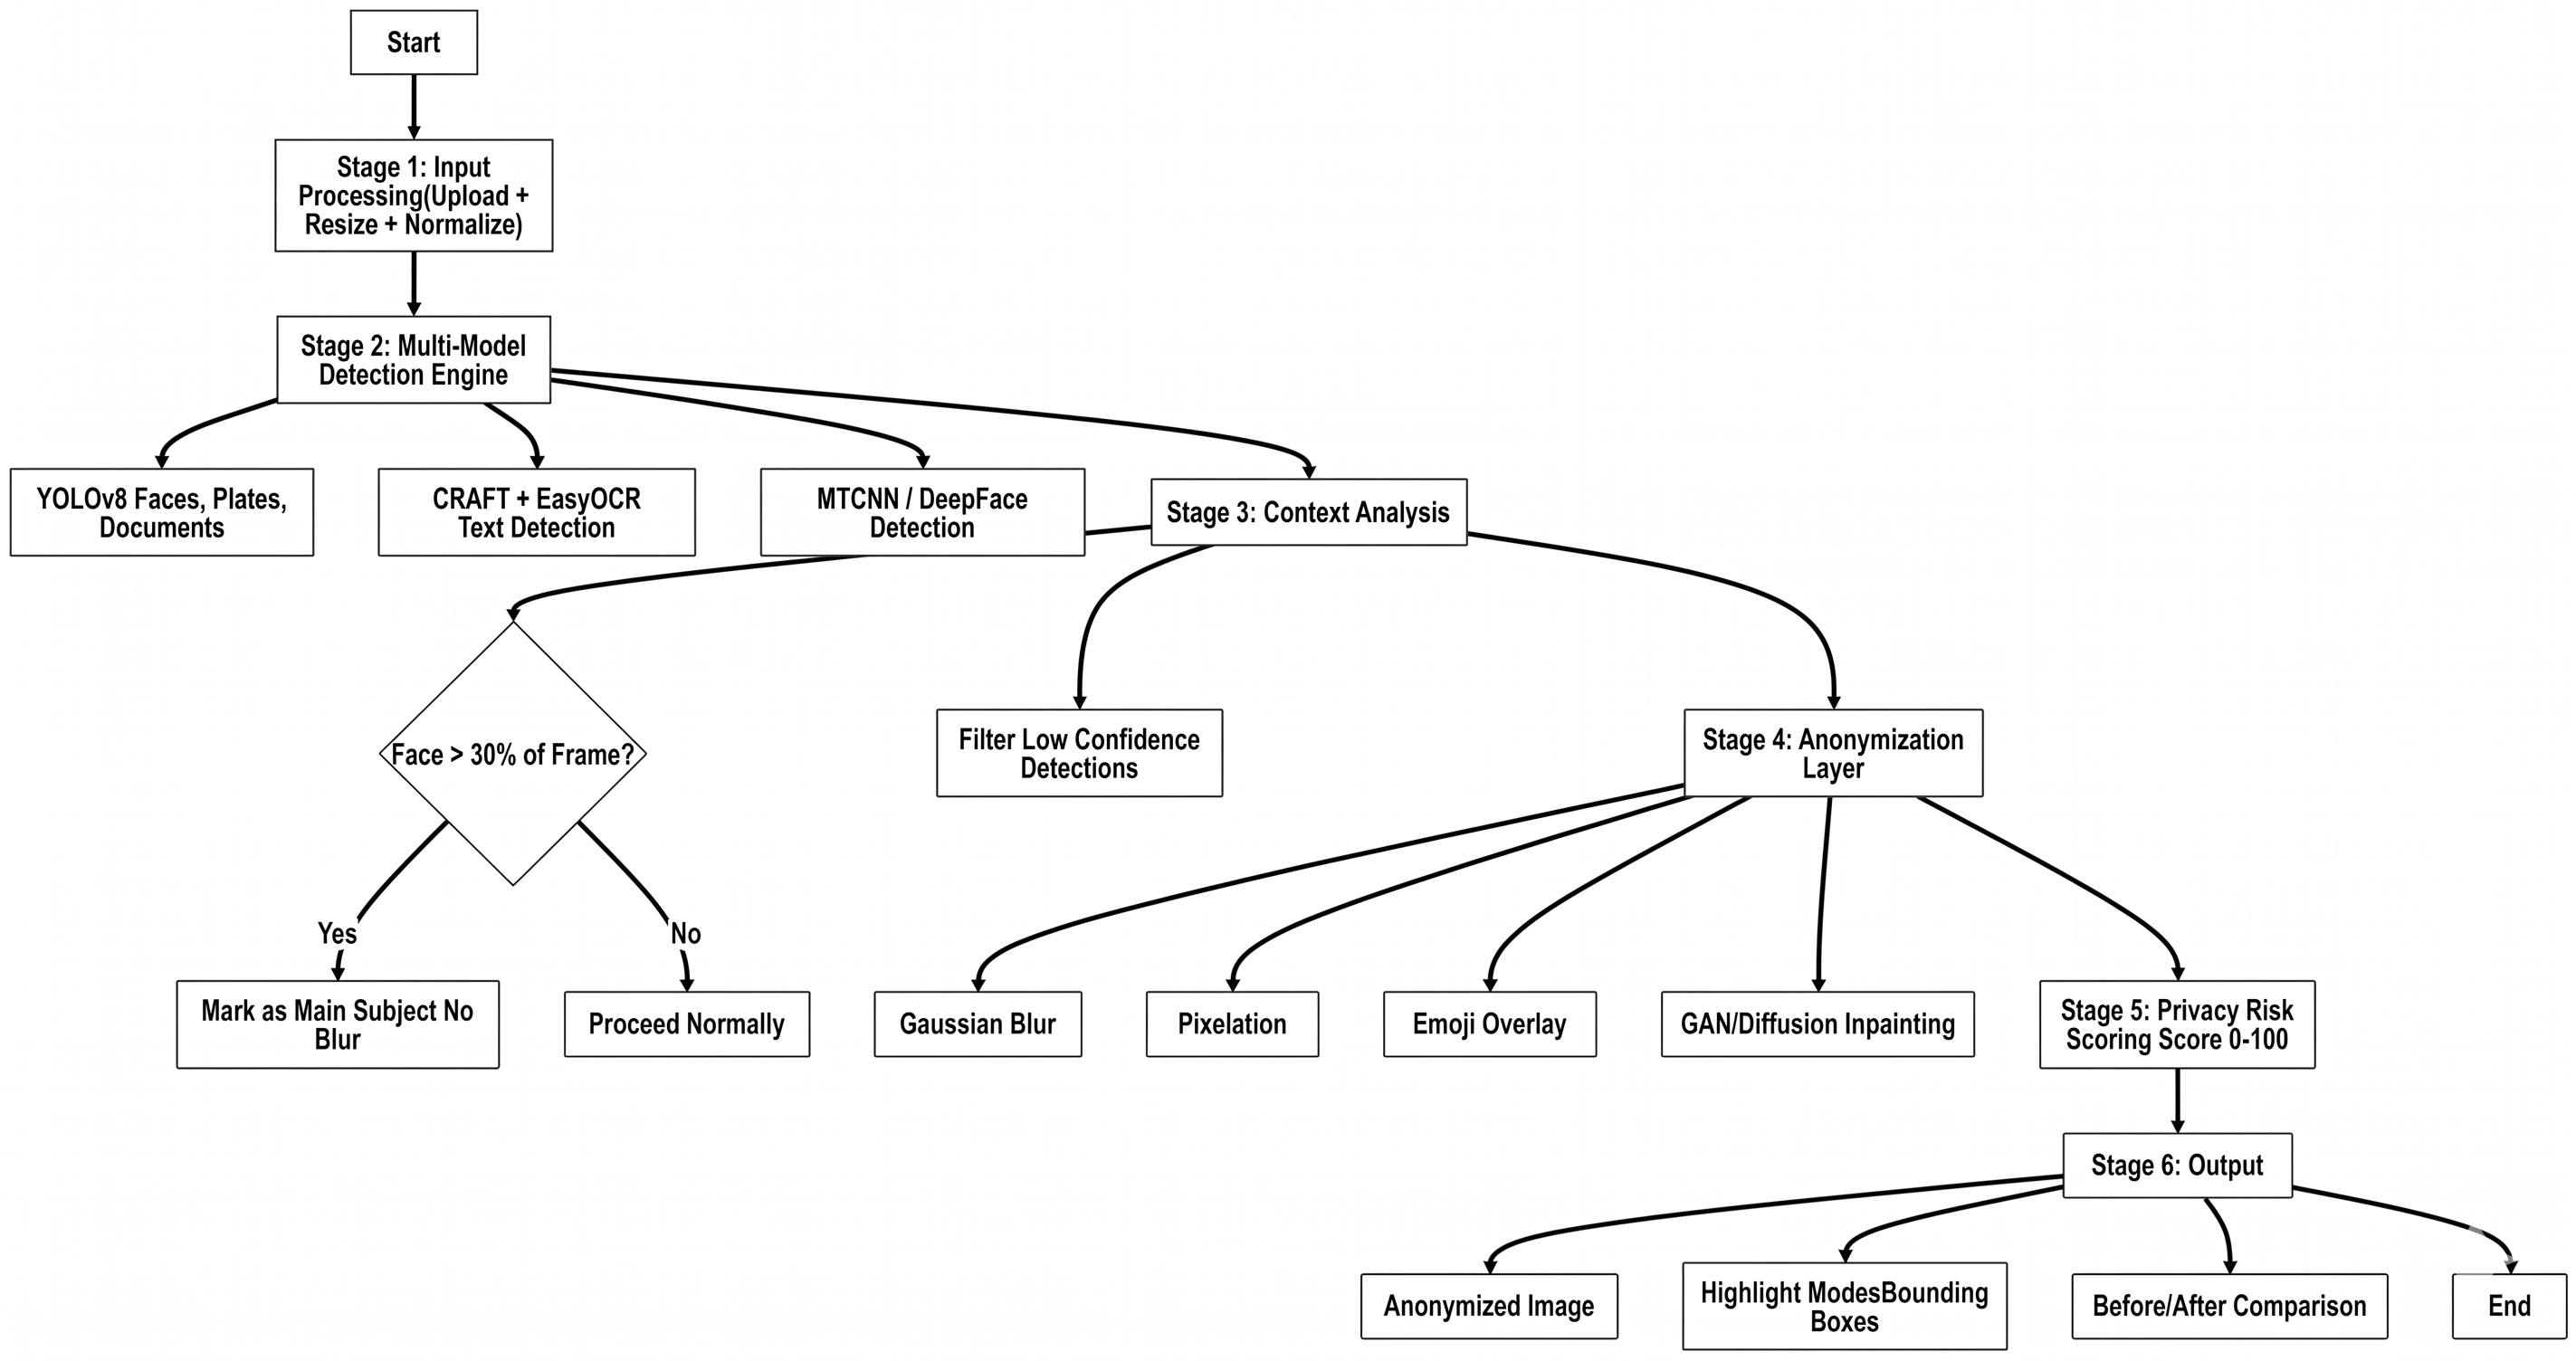 Start
Stage 1: Input
Processing(Upload +
Resize + Normalize)
Stage 2: Multi-Model
Detection Engine
YOLOv8 Faces, Plates,
Documents
CRAFT + EasyOCR
Text Detection
MTCNN / DeepFace
Detection
Stage 3: Context Analysis
Face > 30% of Frame?
Filter Low Confidence
Detections
Stage 4: Anonymization
Layer
Yes
No
Mark as Main Subject No
Blur
Proceed Normally
Gaussian Blur
Pixelation
Emoji Overlay
GAN/Diffusion Inpainting
Stage 5: Privacy Risk
Scoring Score 0-100
Stage 6: Output
Anonymized Image
Highlight ModesBounding
Boxes
Before/After Comparison
End